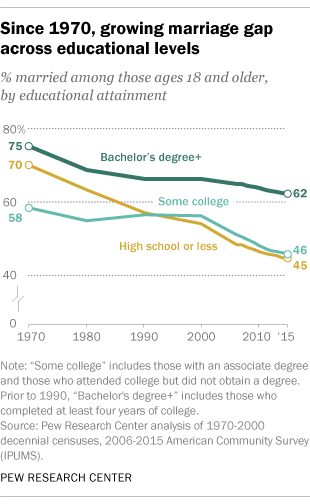 Since 1970, growing marriage gap
across educational levels
% married among those ages 18 and older,
by educational attainment
80%
75
Bachelor's degree+
70
62
60
Some college
58
46
High school or less
45
40
0
1970 1980 1990 2000 2010 '15
Note: “Some college” includes those with an associate degree
and those who attended college but did not obtain a degree.
Prior to 1990, “Bachelor's degree+” includes those who
completed at least four years of college.
Source: Pew Research Center analysis of 1970-2000
decennial censuses, 2006-2015 American Community Survey
(IPUMS).
PEW RESEARCH CENTER